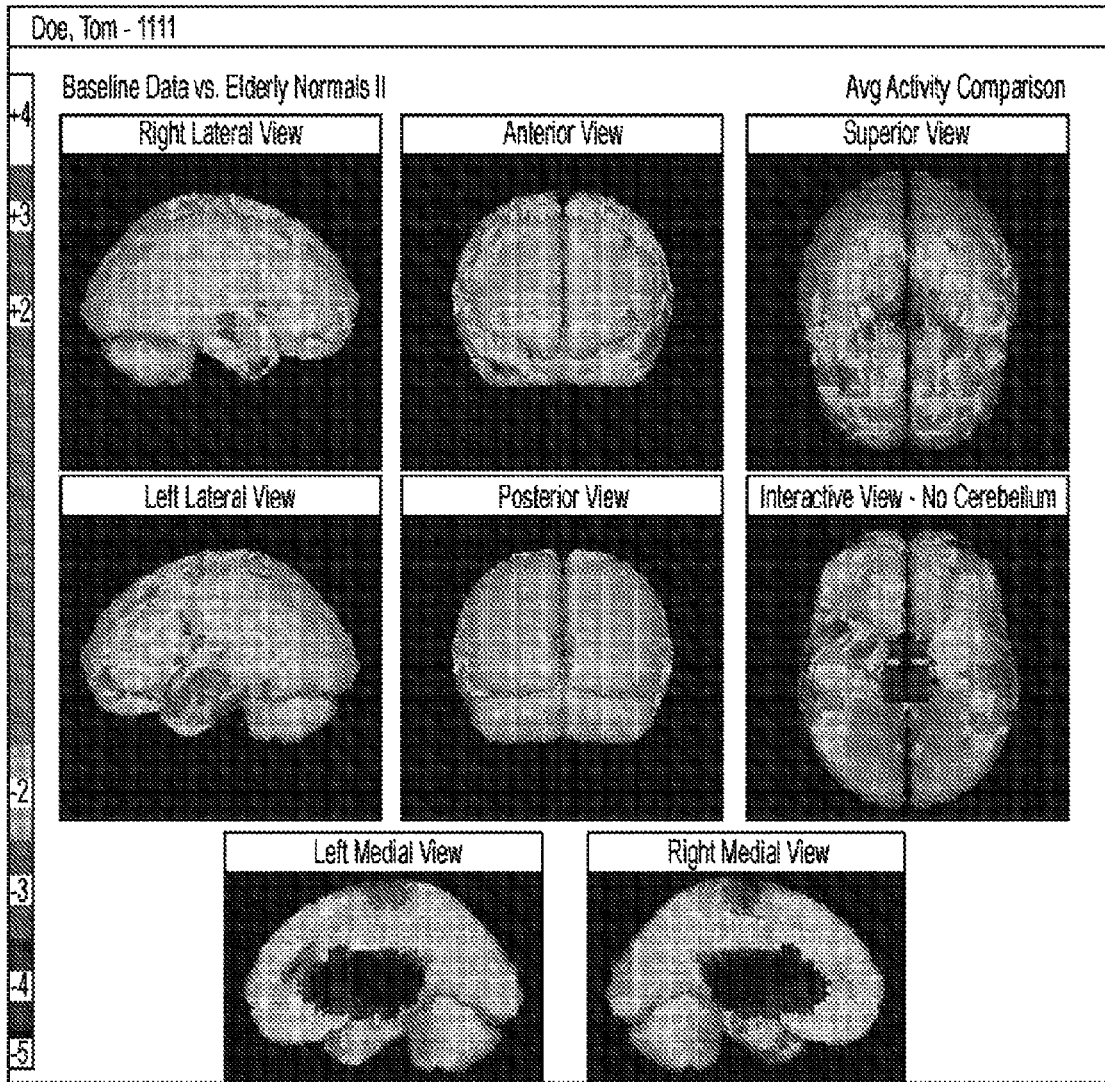 Doe, Tom - 1111
Baseline Data vs. Elderly Normals II
Avg Activity Comparison
Right Lateral View
Anterior View
Superior View
Left Lateral View
Posterior View
Interactive View - No Cerebellum
Left Medial View
Right Medial View
+4
+3
+2
-2
-3
-4
-5